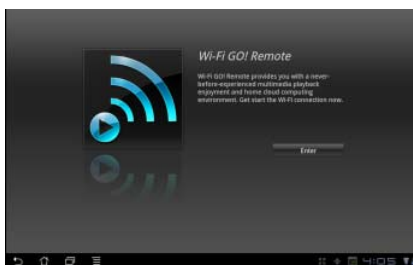 Wi-Fi GO! Remote
Wi-Fi GO! Remote provides you with a never-
before-experienced multimedia playback
enjoyment and home cloud computing
environment. Get start the Wi-Fi connection now.
Enter
4:05